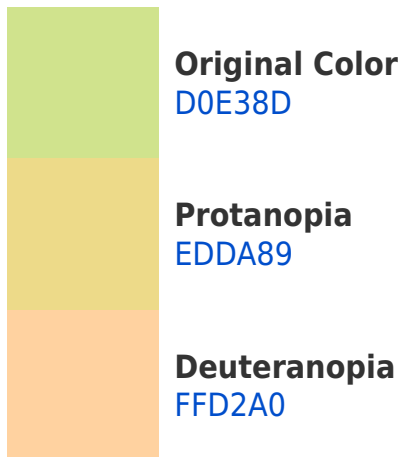 Original Color
D0E38D
Protanopia
EDDA89
Deuteranopia
FFD2A0